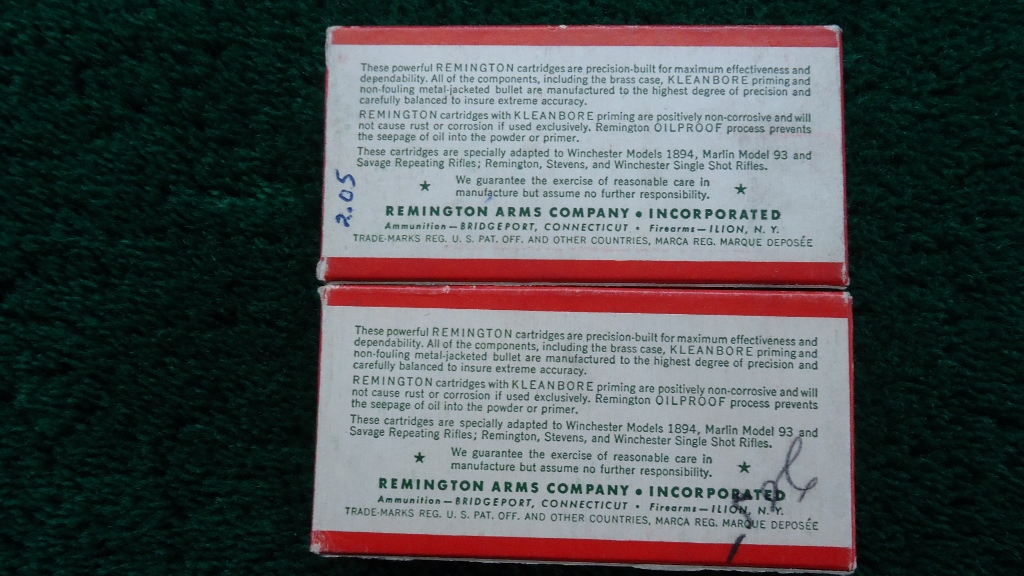 These powerful REMINGTON cartridges are precision-built for maximum effectiveness and
dependability. All of the components, including the brass case, KLEANBORE priming and
non-fouling metal-jacketed bullet are manufactured to the highest degree of precision and
carefully balanced to insure extreme accuracy.
REMINGTON cartridges with KLEANBORE priming are positively non-corrosive and will
not cause rust or corrosion if used exclusively. Remington OILPROOF process prevents
the seepage of oil into the powder or primer.
These cartridges are specially adapted to Winchester Models 1894, Marlin Model 93 and
Savage Repeating Rifles; Remington, Stevens, and Winchester Single Shot Rifles.
★ We guarantee the exercise of reasonable care in ★
manufacture but assume no further responsibility.
REMINGTON ARMS COMPANY • INCORPORATED
Ammunition—BRIDGEPORT, CONNECTICUT • Firearms—ILION, N. Y.
TRADE-MARKS REG. U. S. PAT. OFF. AND OTHER COUNTRIES, MARCA REG. MARQUE DEPOSÉE
2.05
These powerful REMINGTON cartridges are precision-built for maximum effectiveness and
dependability. All of the components, including the brass case, KLEANBORE priming and
non-fouling metal-jacketed bullet are manufactured to the highest degree of precision and
carefully balanced to insure extreme accuracy.
REMINGTON cartridges with KLEANBORE priming are positively non-corrosive and will
not cause rust or corrosion if used exclusively. Remington OILPROOF process prevents
the seepage of oil into the powder or primer.
These cartridges are specially adapted to Winchester Models 1894, Marlin Model 93 and
Savage Repeating Rifles; Remington, Stevens, and Winchester Single Shot Rifles.
★ We guarantee the exercise of reasonable care in ★
manufacture but assume no further responsibility.
REMINGTON ARMS COMPANY • INCORPORATED
Ammunition—BRIDGEPORT, CONNECTICUT • Firearms—ILION, N. Y.
TRADE-MARKS REG. U. S. PAT. OFF. AND OTHER COUNTRIES, MARCA REG. MARQUE DEPOSÉE